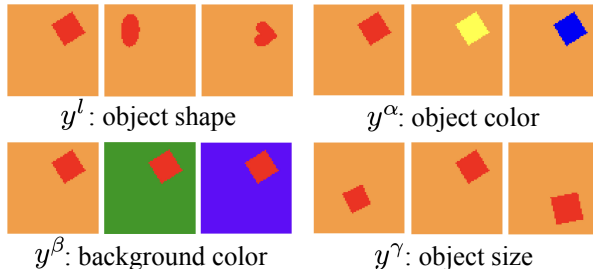 y^l: object shape
y^α: object color
y^β: background color
y^γ: object size